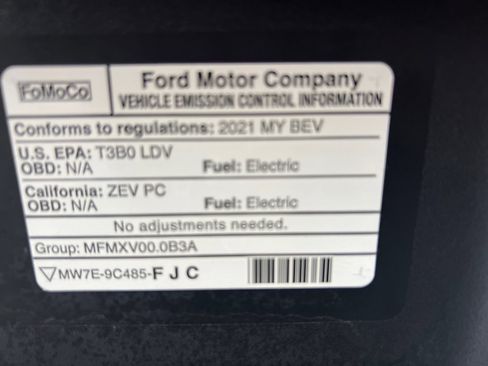 FoMoCo
Ford Motor Company
VEHICLE EMISSION CONTROL INFORMATION
Conforms to regulations: 2021 MY BEV
U.S. EPA: T3B0 LDV
OBD: N/A Fuel: Electric
California: ZEV PC
OBD: N/A Fuel: Electric
No adjustments needed.
Group: MFMXV00.0B3A
MW7E-9C485-F J C